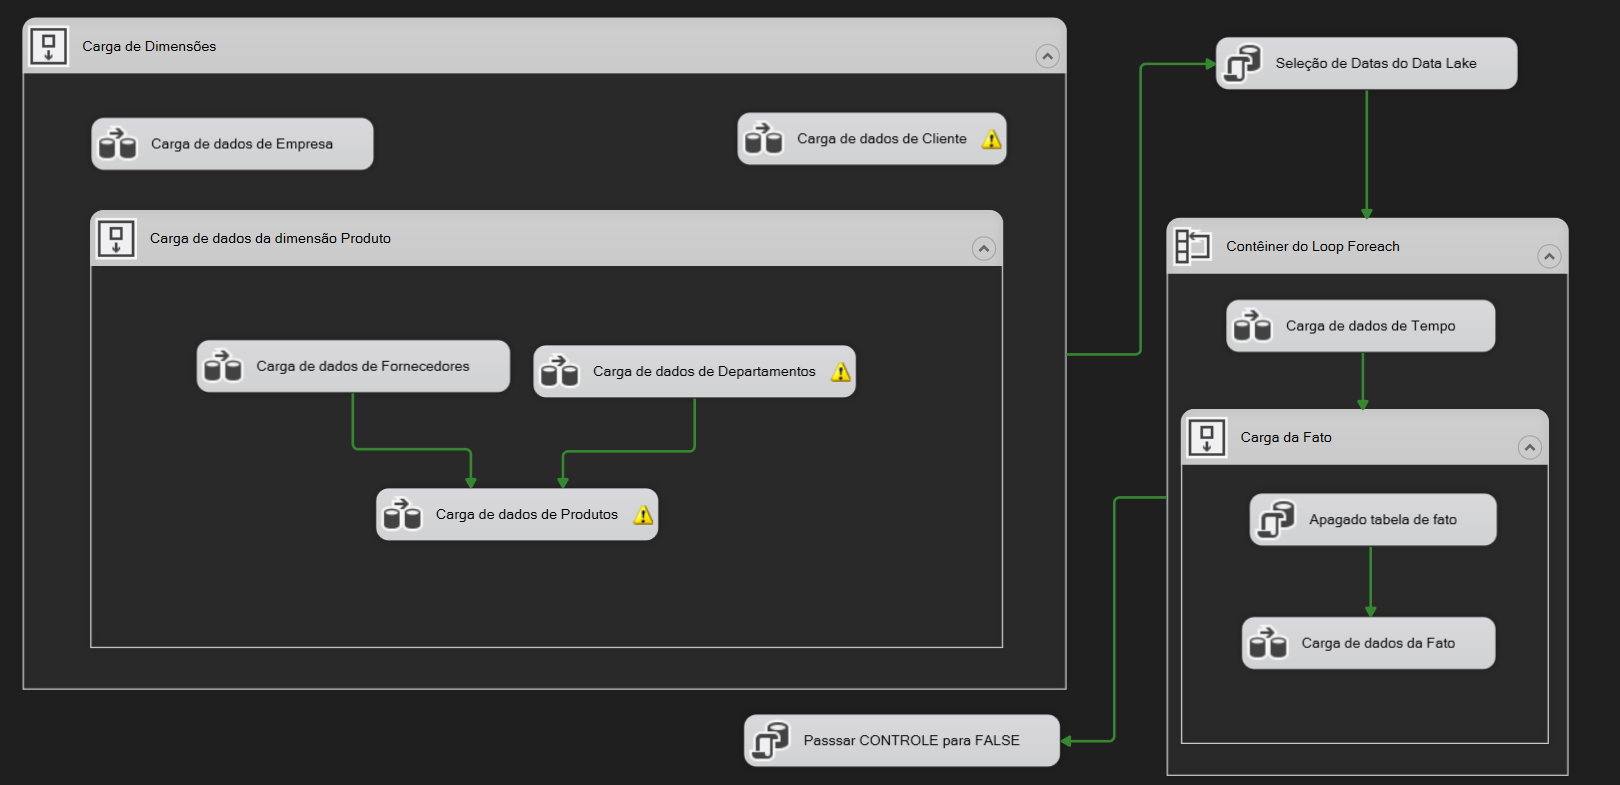 Carga de Dimensões
Carga de dados de Empresa
Carga de dados de Cliente
Carga de dados da dimensão Produto
Carga de dados de Fornecedores
Carga de dados de Departamentos
Carga de dados de Produtos
Seleção de Datas do Data Lake
Contêiner do Loop Foreach
Carga de dados de Tempo
Carga da Fato
Apagado tabela de fato
Carga de dados da Fato
Passsar CONTROLE para FALSE